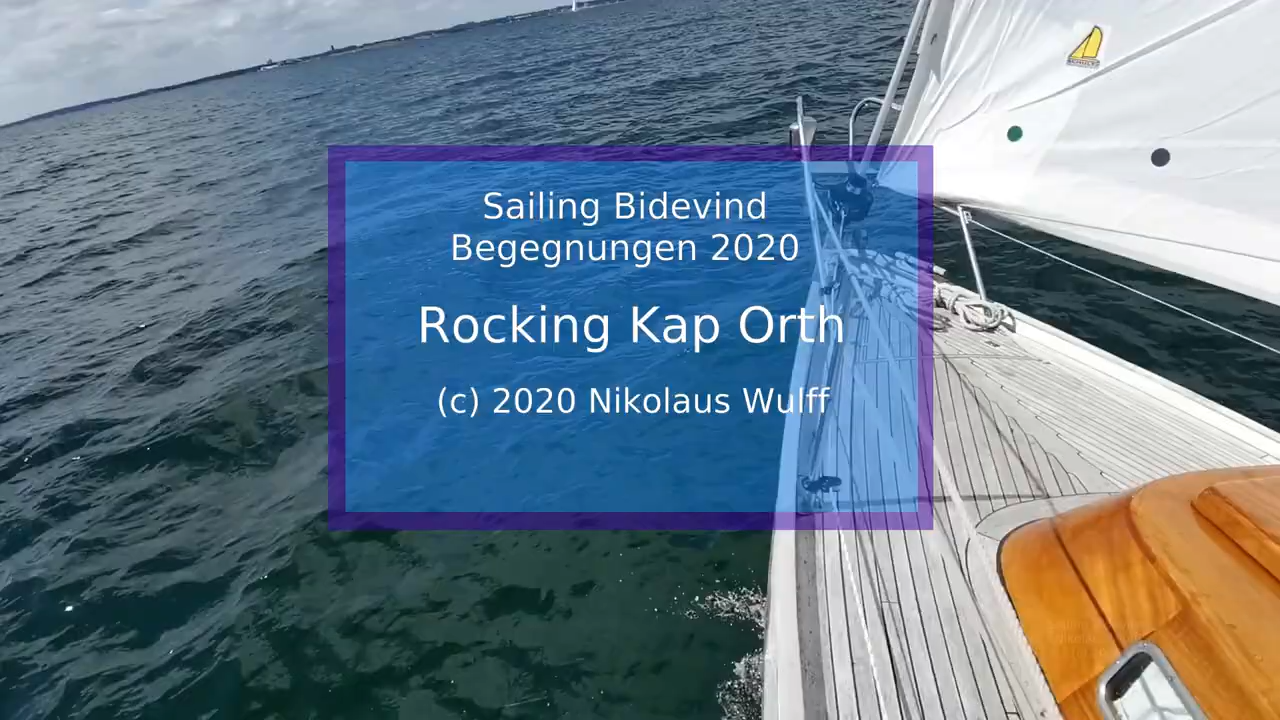 Sailing Bidevind
Begegnungen 2020
Rocking Kap Orth
(c) 2020 Nikolaus Wulff